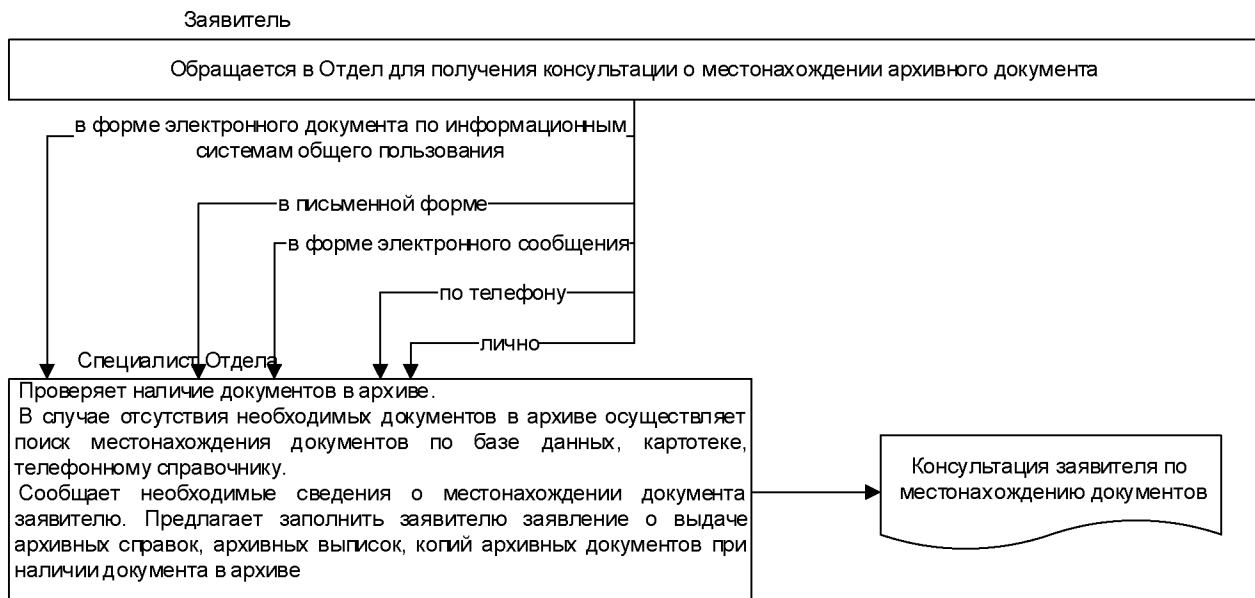 Заявитель
Обращается в Отдел для получения консультации о местонахождении архивного документа
в форме электронного документа по информационным
системам общего пользования
в письменной форме
в форме электронного сообщения
по телефону
лично
Специалист Отдела
Проверяет наличие документов в архиве.
В случае отсутствия необходимых документов в архиве осуществляет
поиск местонахождения документов по базе данных, картотеке,
телефонному справочнику.
Сообщает необходимые сведения о местонахождении документа
заявителю. Предлагает заполнить заявителю заявление о выдаче
архивных справок, архивных выписок, копий архивных документов при
наличии документа в архиве
Консультация заявителя по
местонахождению документов